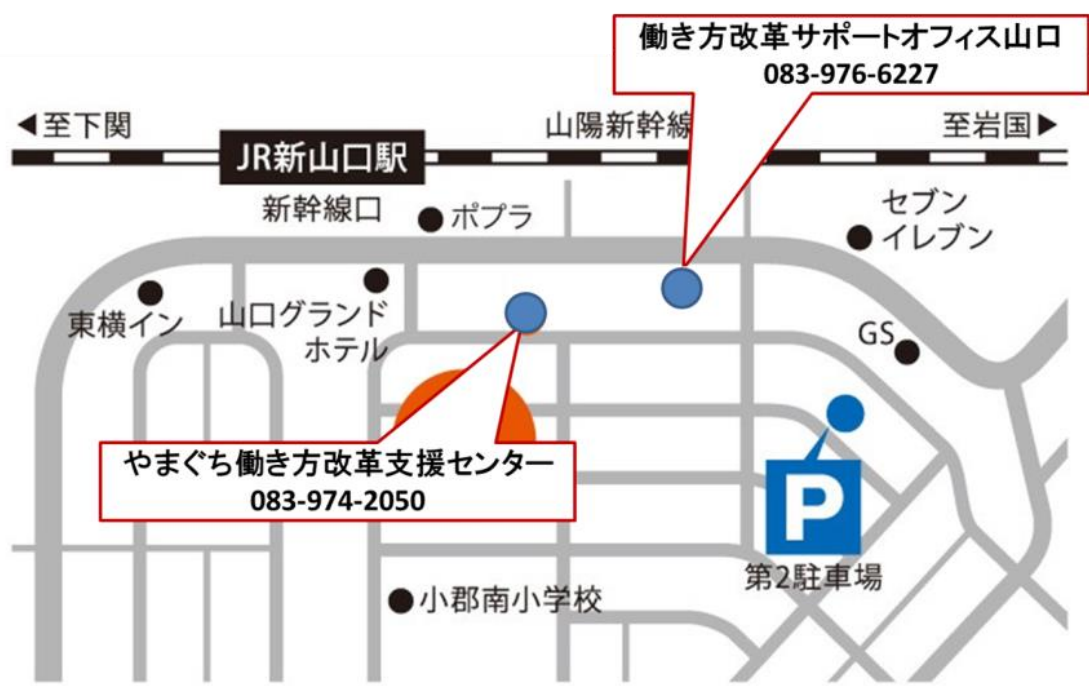 働き方改革サポートオフィス山口
083-976-6227
◀至下関
山陽新幹線
至岩国▶
JR新山口駅
新幹線口
ポプラ
セブン
イレブン
東横イン
山口グランド
ホテル
GS
やまぐち働き方改革支援センター
083-974-2050
P
第2駐車場
小郡南小学校